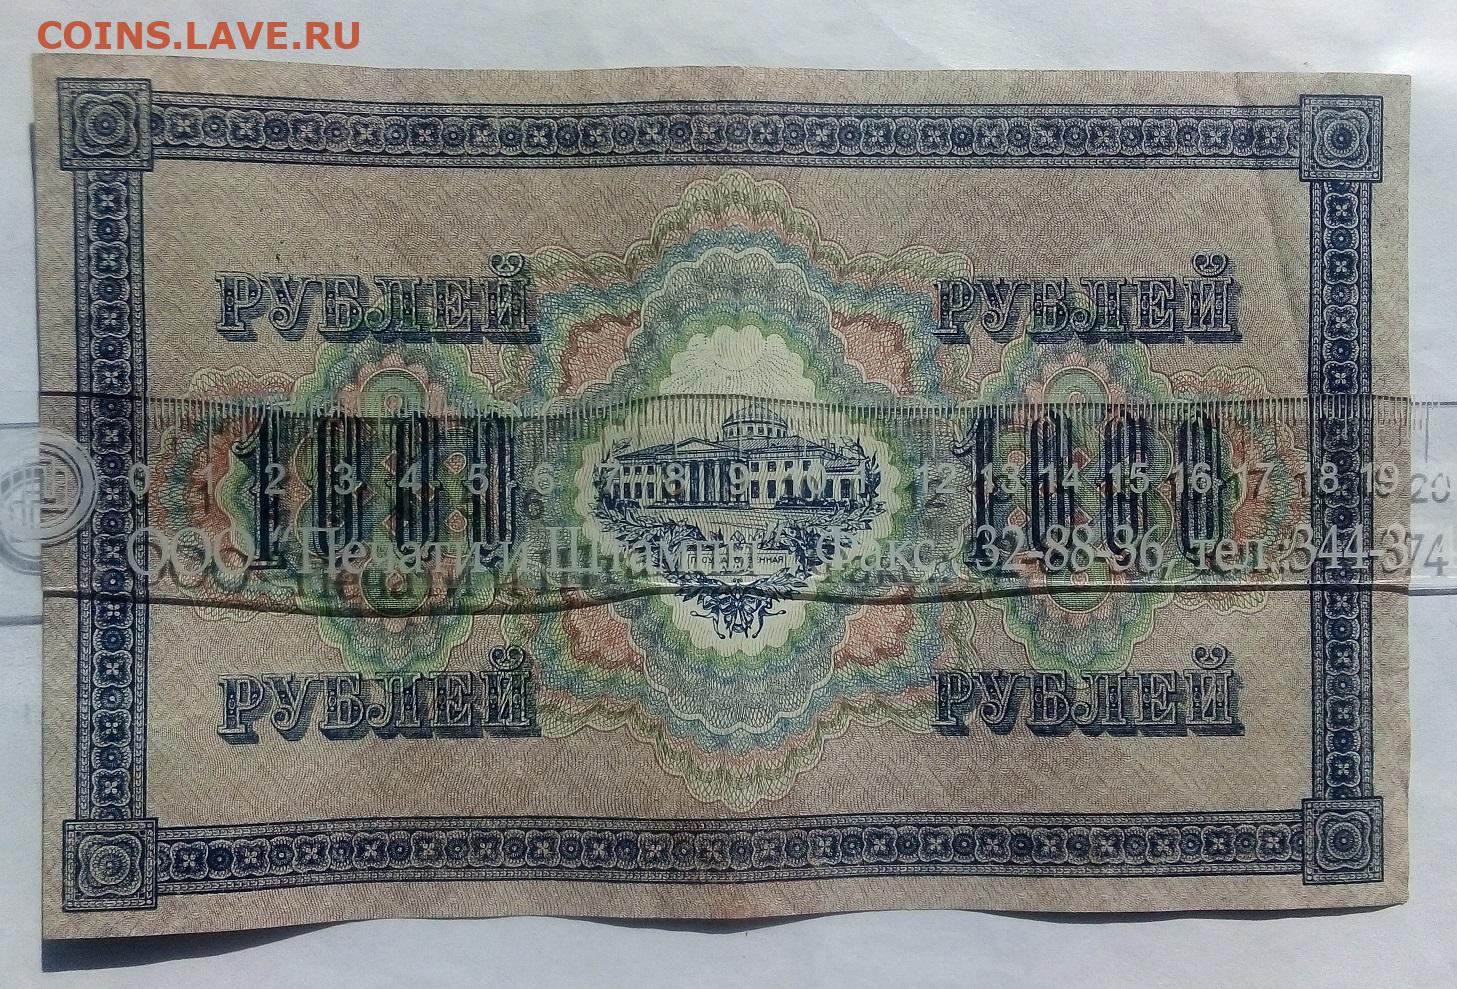 COINS.LAVE.RU
РУБЛЕЙ РУБЛЕЙ
1000 1000
0 1 2 3 4 5 6 7 8 9 10 11 12 13 14 15 16 17 18 19 20
ООО "Печати и Штампы" Факс. 32-88-36, тел.:344-374
РУБЛЕЙ РУБЛЕЙ